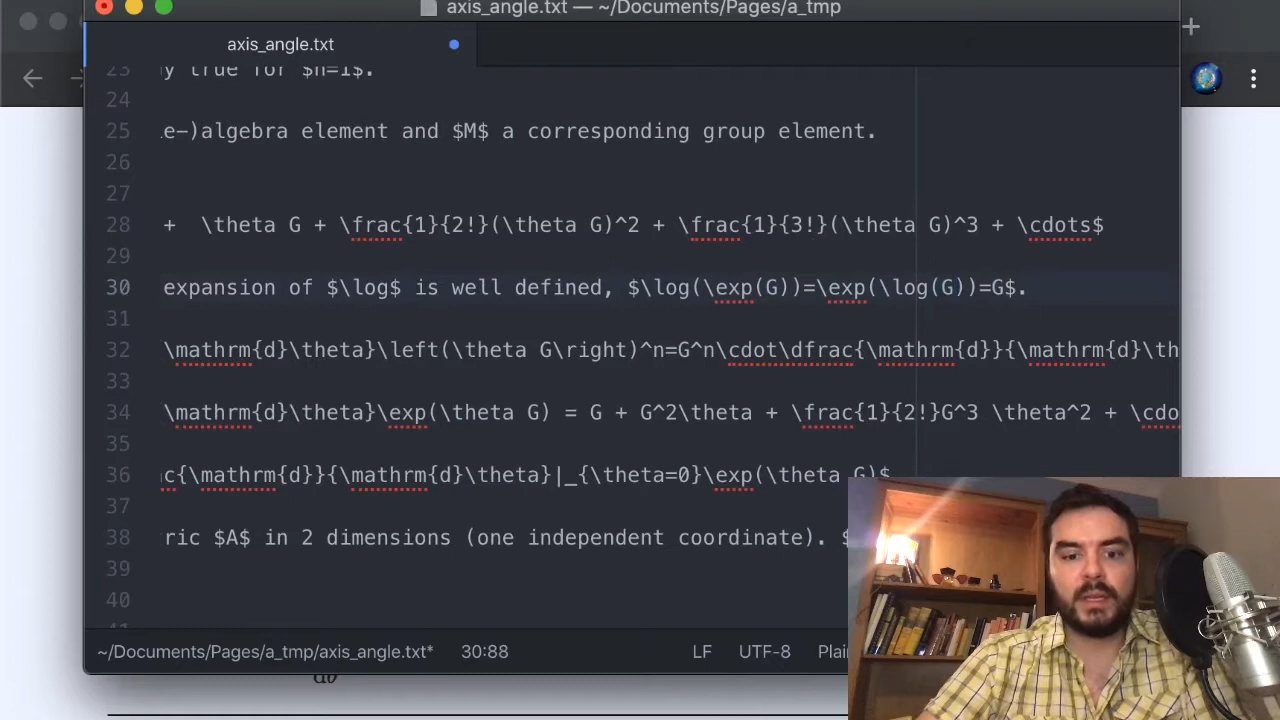 axis_angle.txt — ~/Documents/Pages/a_tmp
axis_angle.txt
23 y true for $n=1$.
24
25 e-)algebra element and $M$ a corresponding group element.
26
27
28 + \theta G + \frac{1}{2!}(\theta G)^2 + \frac{1}{3!}(\theta G)^3 + \cdots$
29
30 expansion of $\log$ is well defined, $\log(\exp(G))=\exp(\log(G))=G$.
31
32 \mathrm{d}\theta}\left(\theta G\right)^n=G^n\cdot\dfrac{\mathrm{d}}{\mathrm{d}\th
33
34 \mathrm{d}\theta}\exp(\theta G) = G + G^2\theta + \frac{1}{2!}G^3 \theta^2 + \cdo
35
36 c{\mathrm{d}}{\mathrm{d}\theta}|_{\theta=0}\exp(\theta G)$
37
38 ric $A$ in 2 dimensions (one independent coordinate). $
39
40
~/Documents/Pages/a_tmp/axis_angle.txt* 30:88 LF UTF-8 Plai